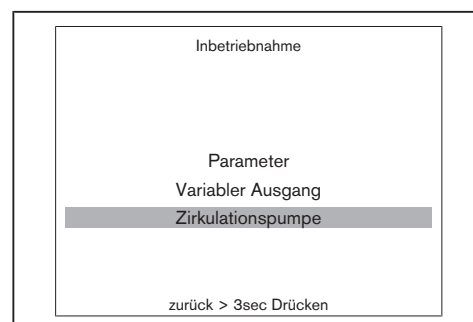 Inbetriebnahme
Parameter
Variabler Ausgang
Zirkulationspumpe
zurück > 3sec Drücken